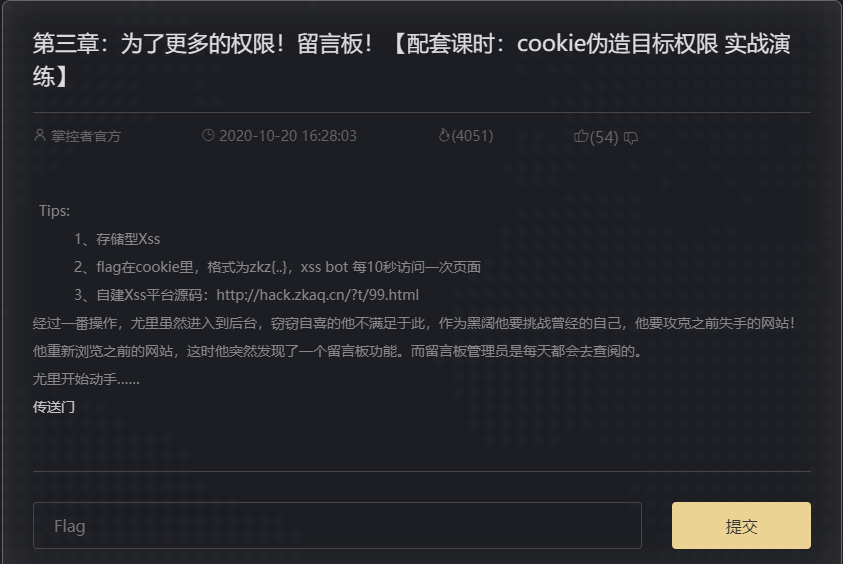 第三章：为了更多的权限！留言板！【配套课时：cookie伪造目标权限 实战演
练】
掌控者官方 2020-10-20 16:28:03 (4051) (54)
Tips:
1、存储型Xss
2、flag在cookie里，格式为zkz{..}，xss bot 每10秒访问一次页面
3、自建Xss平台源码：http://hack.zkaq.cn/?t/99.html
经过一番操作，尤里虽然进入到后台，窃窃自喜的他不满足于此，作为黑阔他要挑战曾经的自己，他要攻克之前失手的网站！
他重新浏览之前的网站，这时他突然发现了一个留言板功能。而留言板管理员是每天都会去查阅的。
尤里开始动手……
传送门
Flag 提交